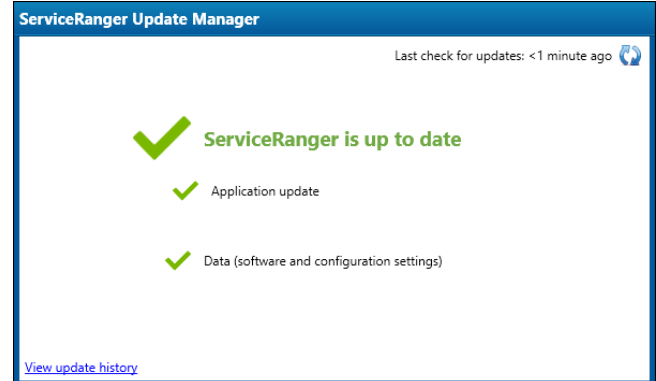 ServiceRanger Update Manager
Last check for updates: <1 minute ago
ServiceRanger is up to date
Application update
Data (software and configuration settings)
View update history